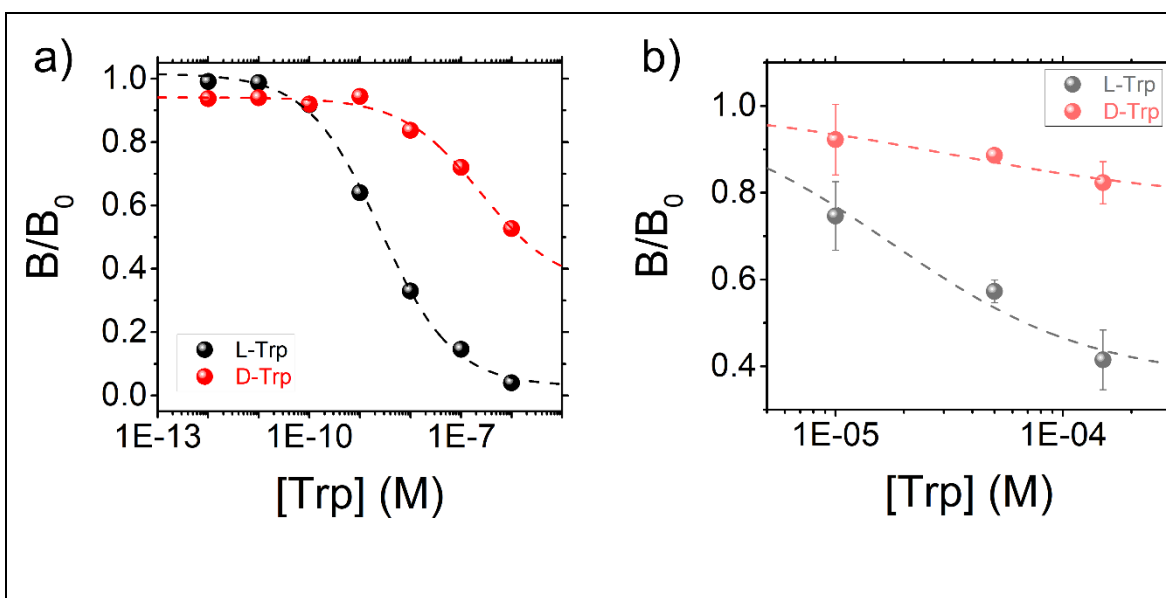 a)
1.0
0.8
0.6
0.4
0.2
0.0
B/B0
L-Trp
D-Trp
1E-13 1E-10 1E-7
[Trp] (M)
b)
1.0
0.8
0.6
0.4
B/B0
L-Trp
D-Trp
1E-05 1E-04
[Trp] (M)